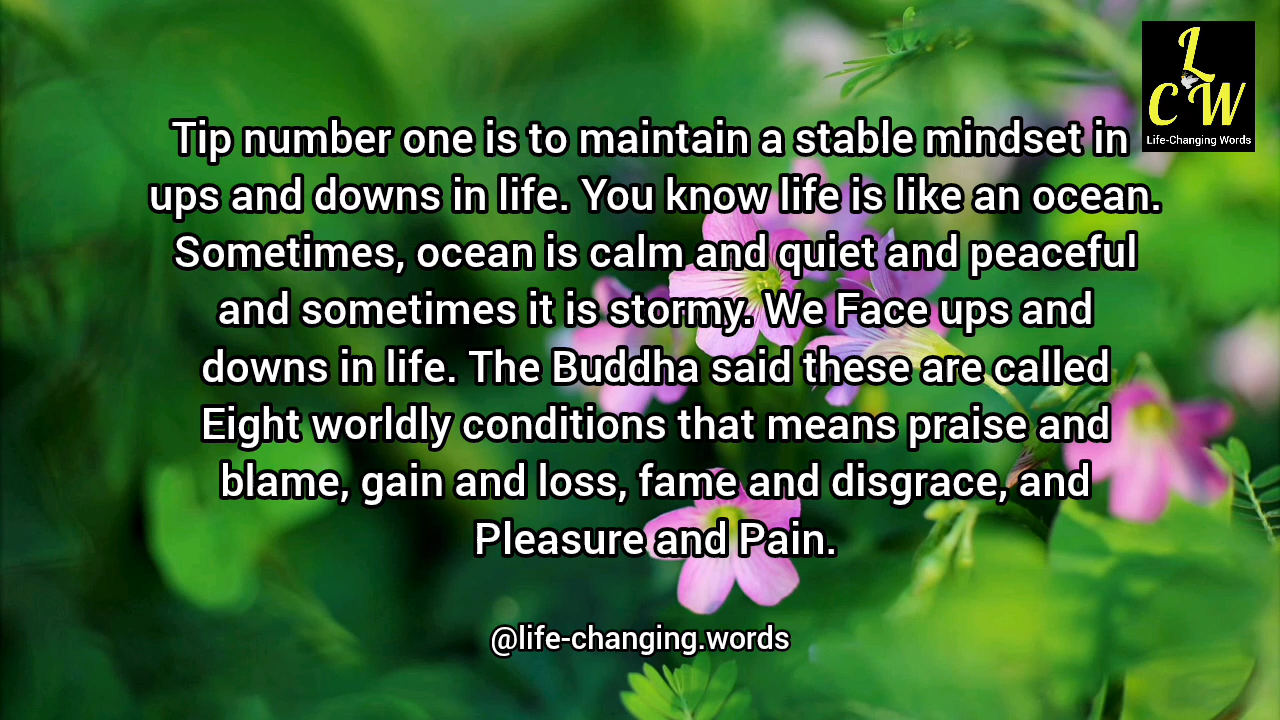 L
C W
Life-Changing Words
Tip number one is to maintain a stable mindset in
ups and downs in life. You know life is like an ocean.
Sometimes, ocean is calm and quiet and peaceful
and sometimes it is stormy. We Face ups and
downs in life. The Buddha said these are called
Eight worldly conditions that means praise and
blame, gain and loss, fame and disgrace, and
Pleasure and Pain.
@life-changing.words